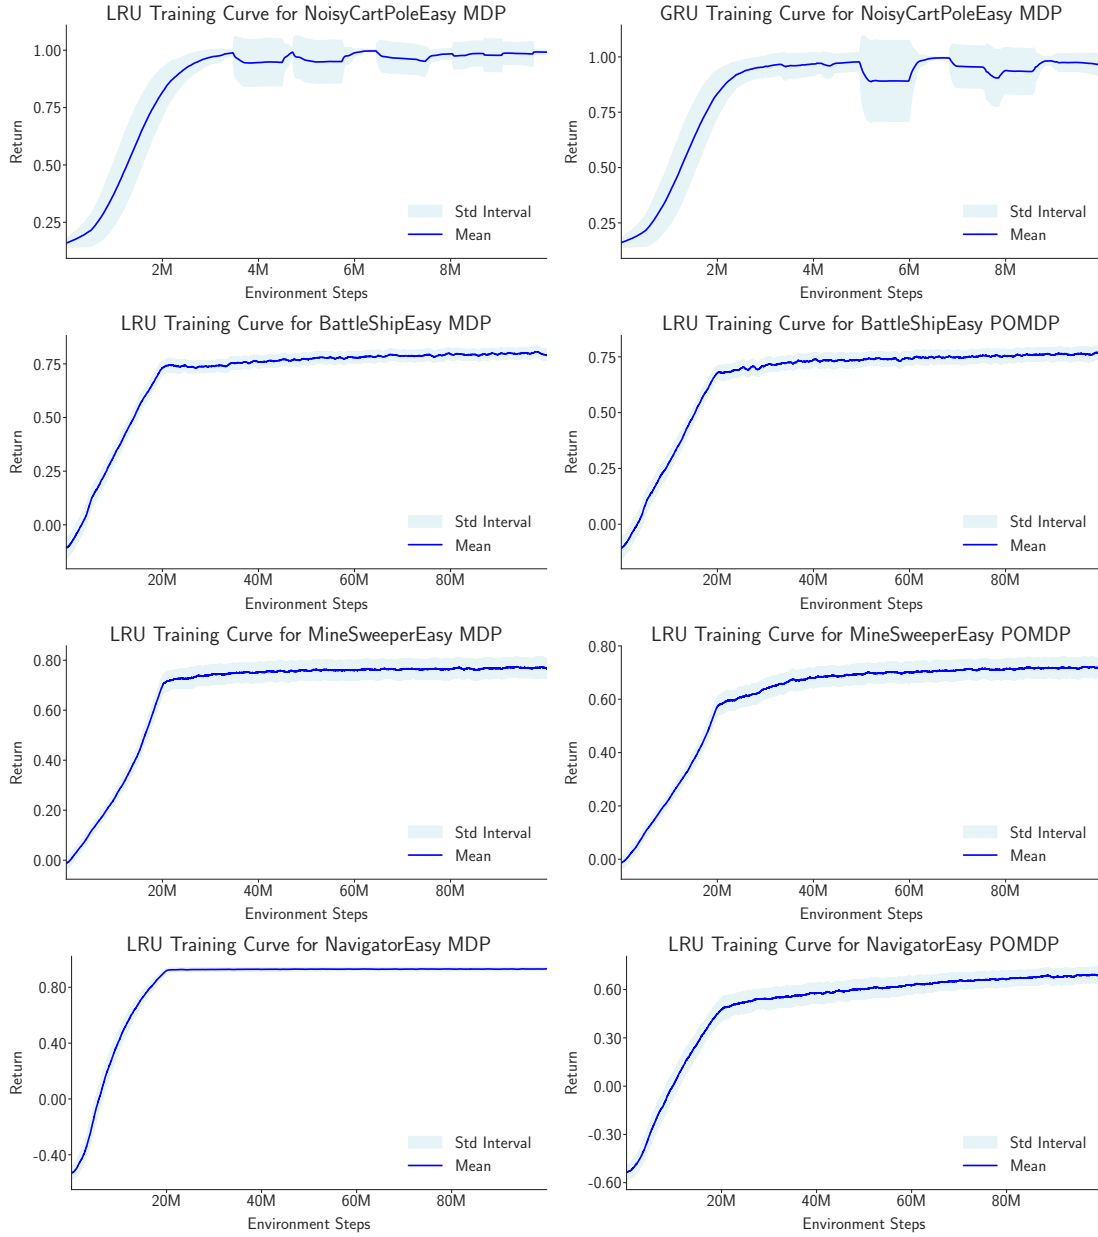 LRU Training Curve for NoisyCartPoleEasy MDP
1.00
0.75
0.50
0.25
Return
Std Interval
Mean
2M 4M 6M 8M
Environment Steps
GRU Training Curve for NoisyCartPoleEasy MDP
1.00
0.75
0.50
0.25
Return
Std Interval
Mean
2M 4M 6M 8M
Environment Steps
LRU Training Curve for BattleShipEasy MDP
0.75
0.50
0.25
0.00
Return
Std Interval
Mean
20M 40M 60M 80M
Environment Steps
LRU Training Curve for BattleShipEasy POMDP
0.75
0.50
0.25
0.00
Return
Std Interval
Mean
20M 40M 60M 80M
Environment Steps
LRU Training Curve for MineSweeperEasy MDP
0.80
0.60
0.40
0.20
0.00
Return
Std Interval
Mean
20M 40M 60M 80M
Environment Steps
LRU Training Curve for MineSweeperEasy POMDP
0.80
0.60
0.40
0.20
0.00
Return
Std Interval
Mean
20M 40M 60M 80M
Environment Steps
LRU Training Curve for NavigatorEasy MDP
0.80
0.40
0.00
-0.40
Return
Std Interval
Mean
20M 40M 60M 80M
Environment Steps
LRU Training Curve for NavigatorEasy POMDP
0.60
0.30
0.00
-0.30
-0.60
Return
Std Interval
Mean
20M 40M 60M 80M
Environment Steps